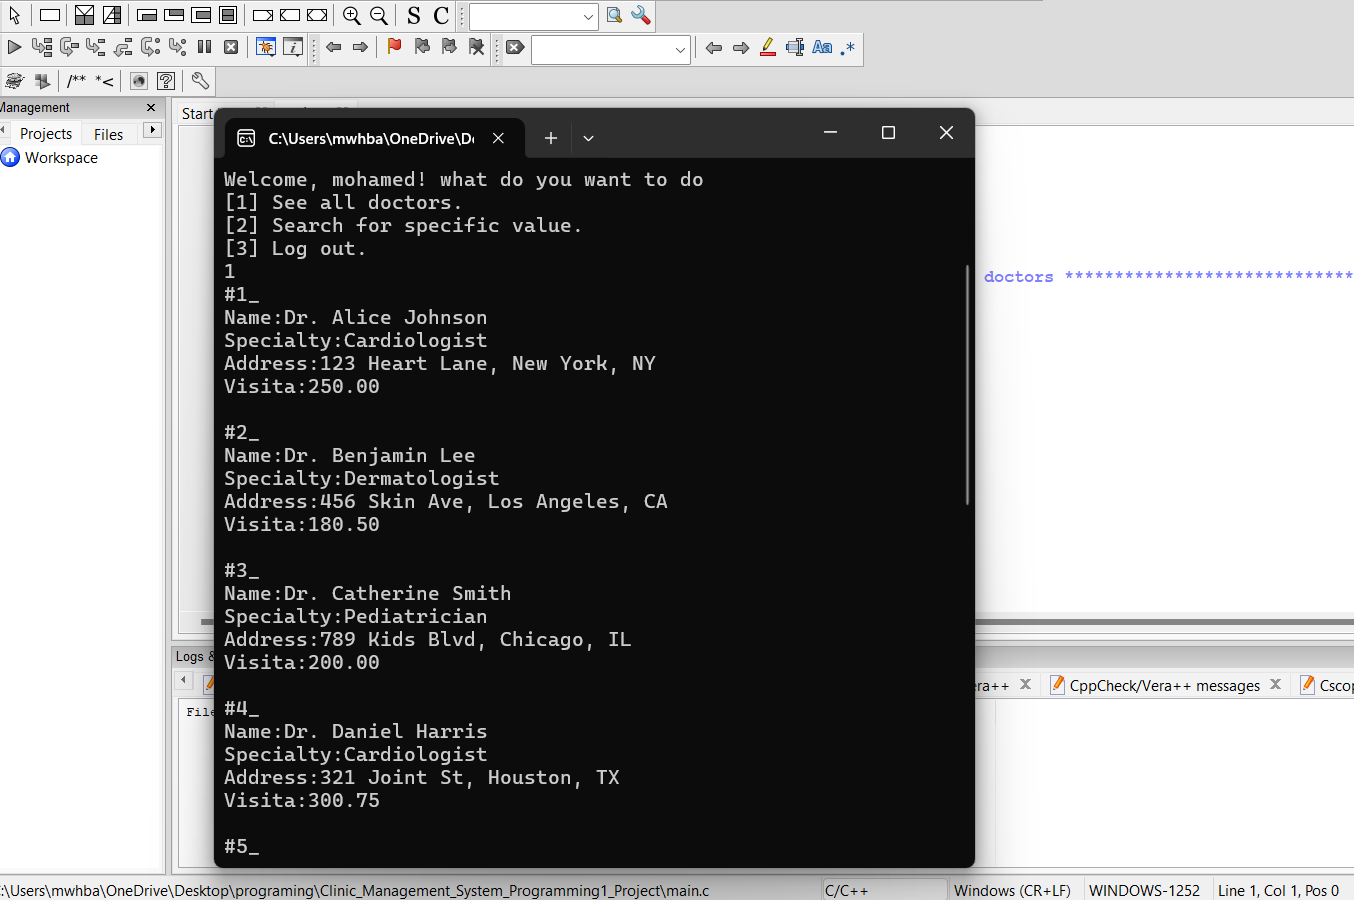 S C
/** *<
Aa .*
Management
Projects Files
Workspace
Start
C:\Users\mwhba\OneDrive\D
Welcome, mohamed! what do you want to do
[1] See all doctors.
[2] Search for specific value.
[3] Log out.
1
#1_
Name:Dr. Alice Johnson
Specialty:Cardiologist
Address:123 Heart Lane, New York, NY
Visita:250.00
#2_
Name:Dr. Benjamin Lee
Specialty:Dermatologist
Address:456 Skin Ave, Los Angeles, CA
Visita:180.50
#3_
Name:Dr. Catherine Smith
Specialty:Pediatrician
Address:789 Kids Blvd, Chicago, IL
Visita:200.00
#4_
Name:Dr. Daniel Harris
Specialty:Cardiologist
Address:321 Joint St, Houston, TX
Visita:300.75
#5_
doctors *****************************
Logs &
era++ CppCheck/Vera++ messages Cscop
File
:\Users\mwhba\OneDrive\Desktop\programing\Clinic_Management_System_Programming1_Project\main.c C/C++ Windows (CR+LF) WINDOWS-1252 Line 1, Col 1, Pos 0